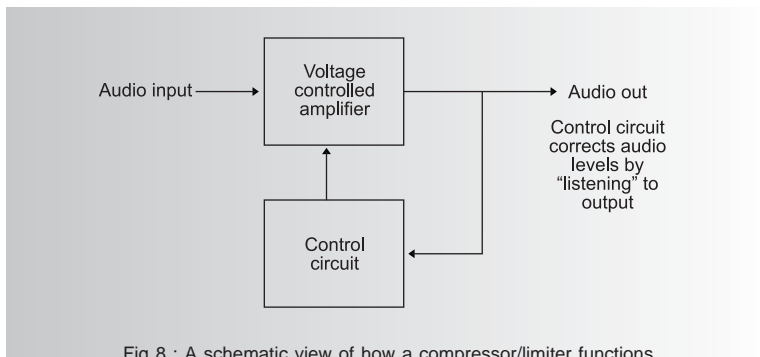 Audio input
Voltage
controlled
amplifier
Audio out
Control circuit
corrects audio
levels by
“listening” to
output
Control
circuit
Fig 8 : A schematic view of how a compressor/limiter functions